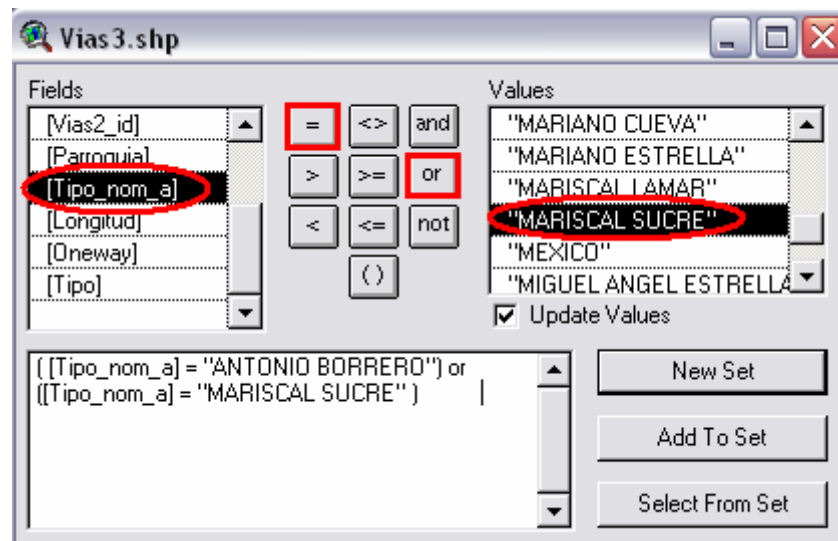 Vias3.shp
Fields
[Vias2_id]
[Parroquia]
[Tipo_nom_a]
[Longitud]
[Oneway]
[Tipo]
= <> and
> >= or
< <= not
( )
Values
"MARIANO CUEVA"
"MARIANO ESTRELLA"
"MARISCAL LAMAR"
"MARISCAL SUCRE"
"MEXICO"
"MIGUEL ANGEL ESTRELLA
Update Values
( [Tipo_nom_a] = "ANTONIO BORRERO") or
([Tipo_nom_a] = "MARISCAL SUCRE" )
New Set
Add To Set
Select From Set